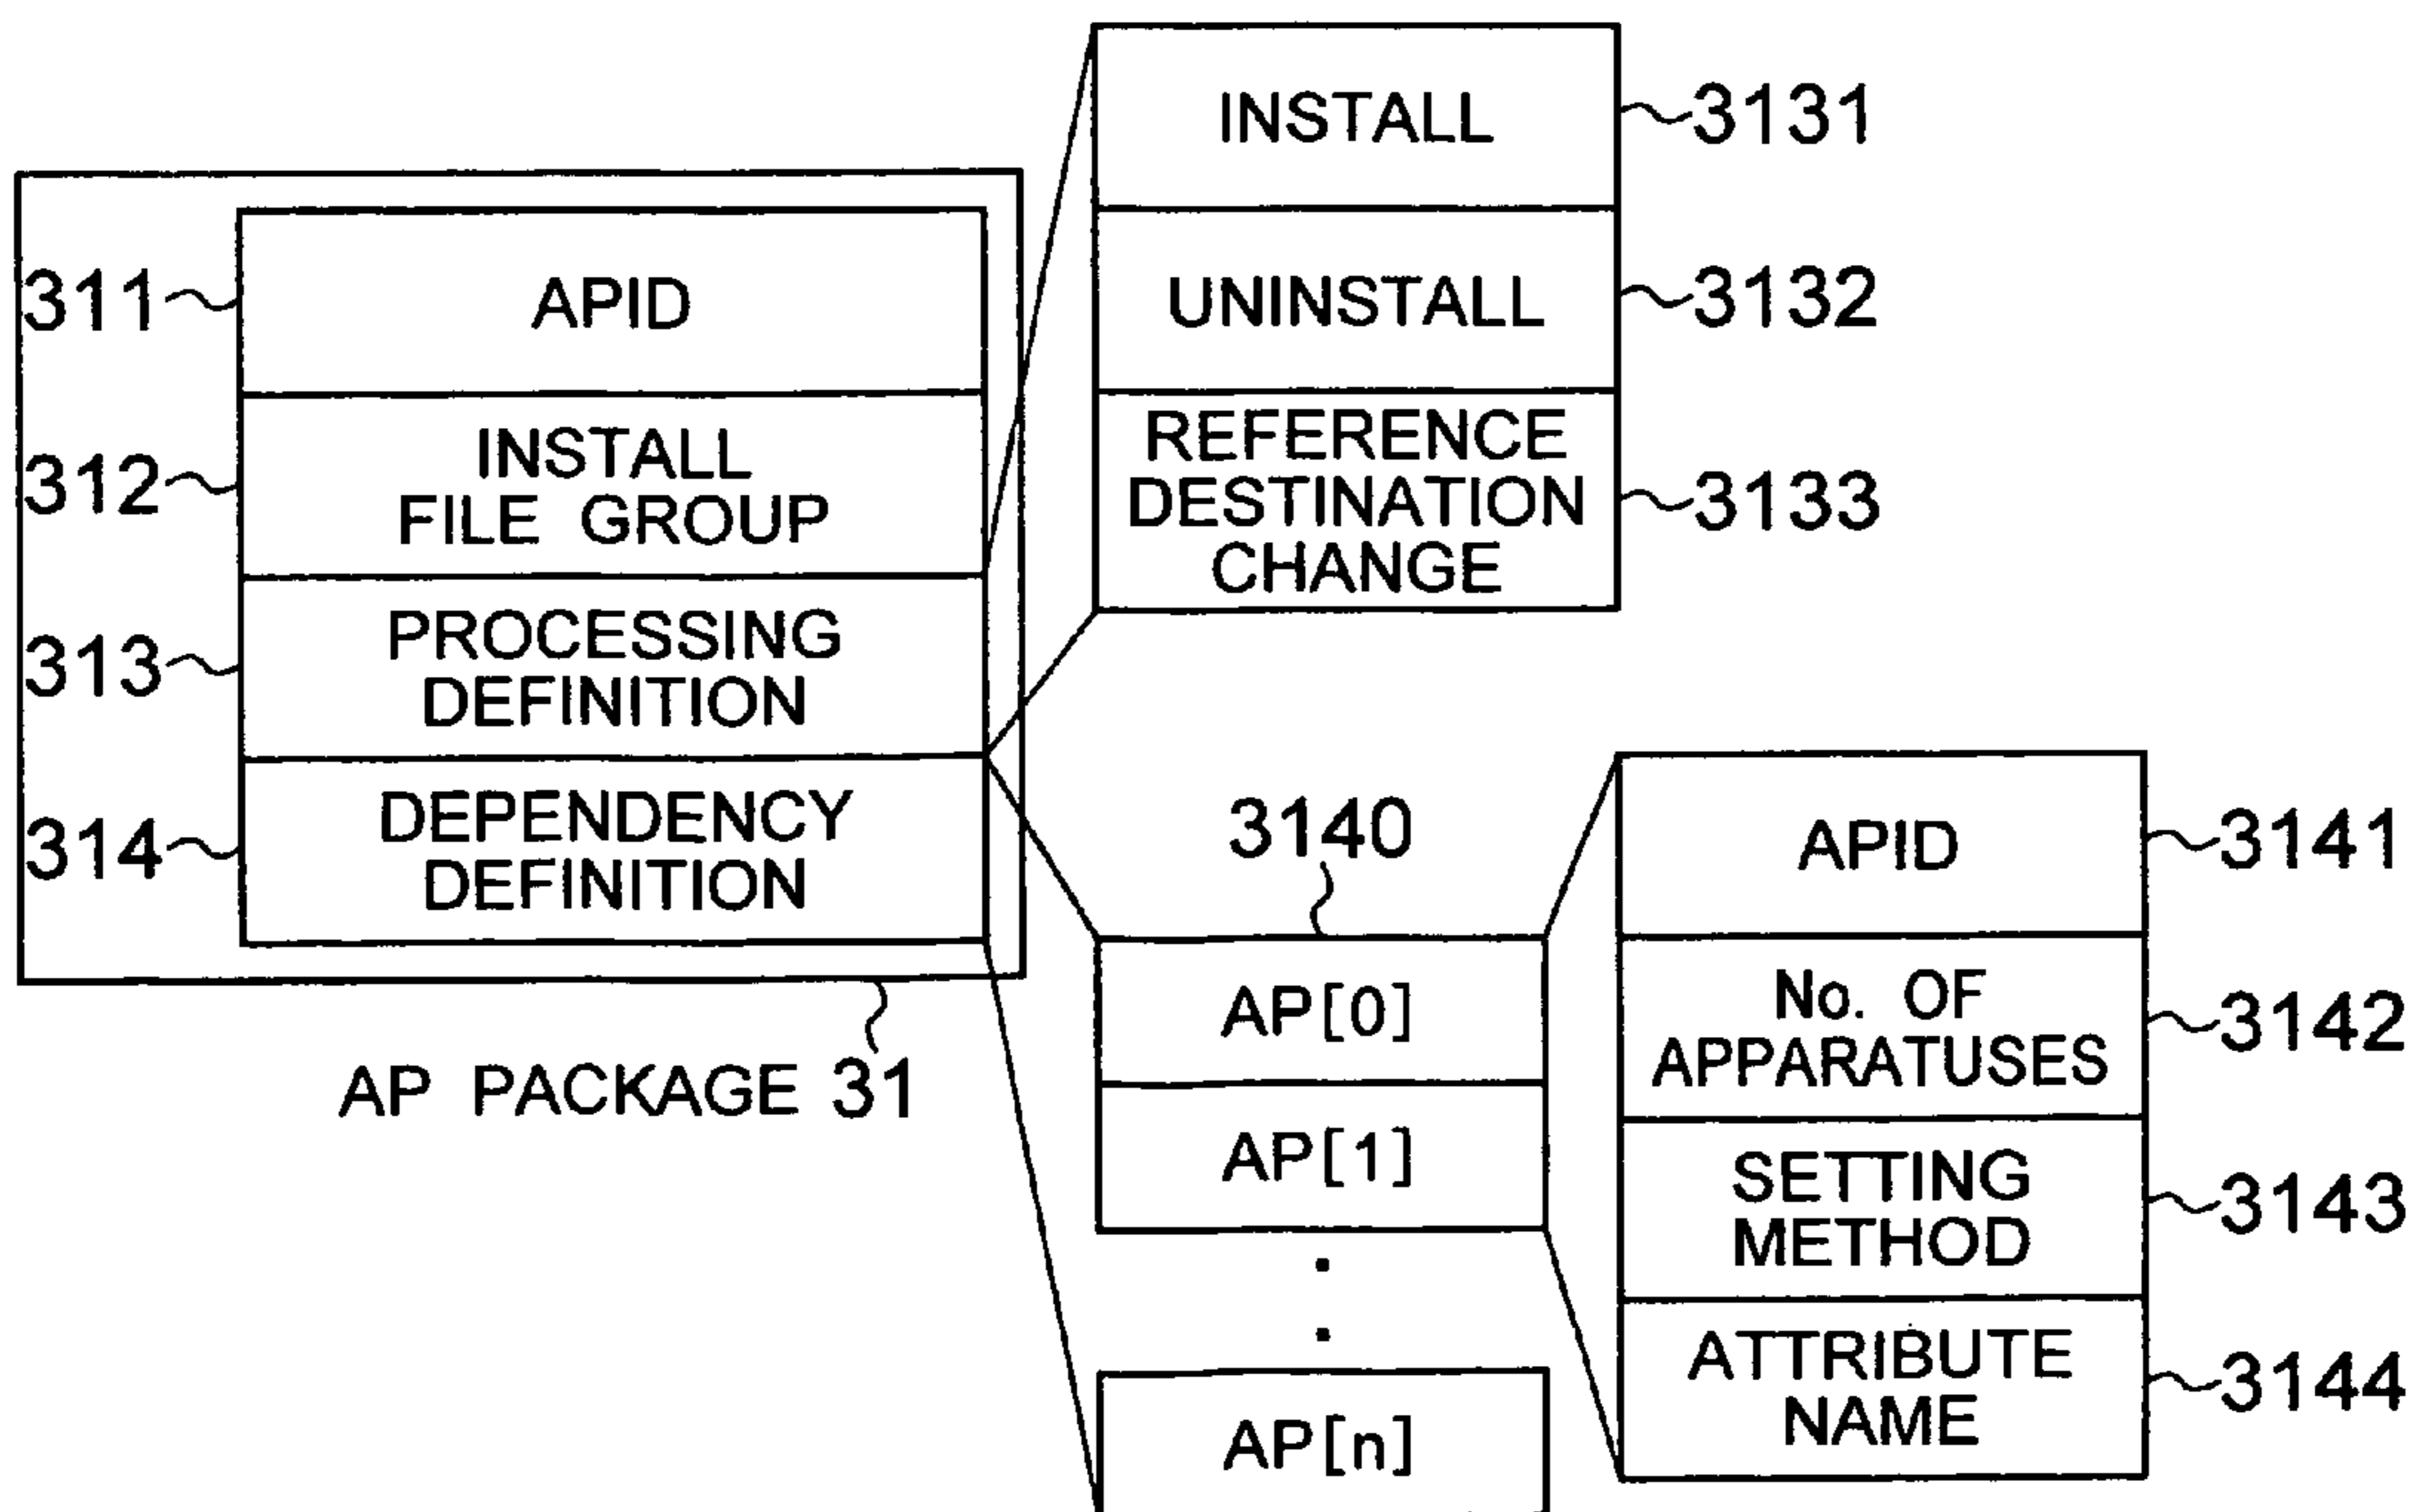 311
APID
312
INSTALL
FILE GROUP
313
PROCESSING
DEFINITION
314
DEPENDENCY
DEFINITION
AP PACKAGE 31
INSTALL
3131
UNINSTALL
3132
REFERENCE
DESTINATION
CHANGE
3133
3140
AP[0]
AP[1]
AP[n]
APID
3141
No. OF
APPARATUSES
3142
SETTING
METHOD
3143
ATTRIBUTE
NAME
3144